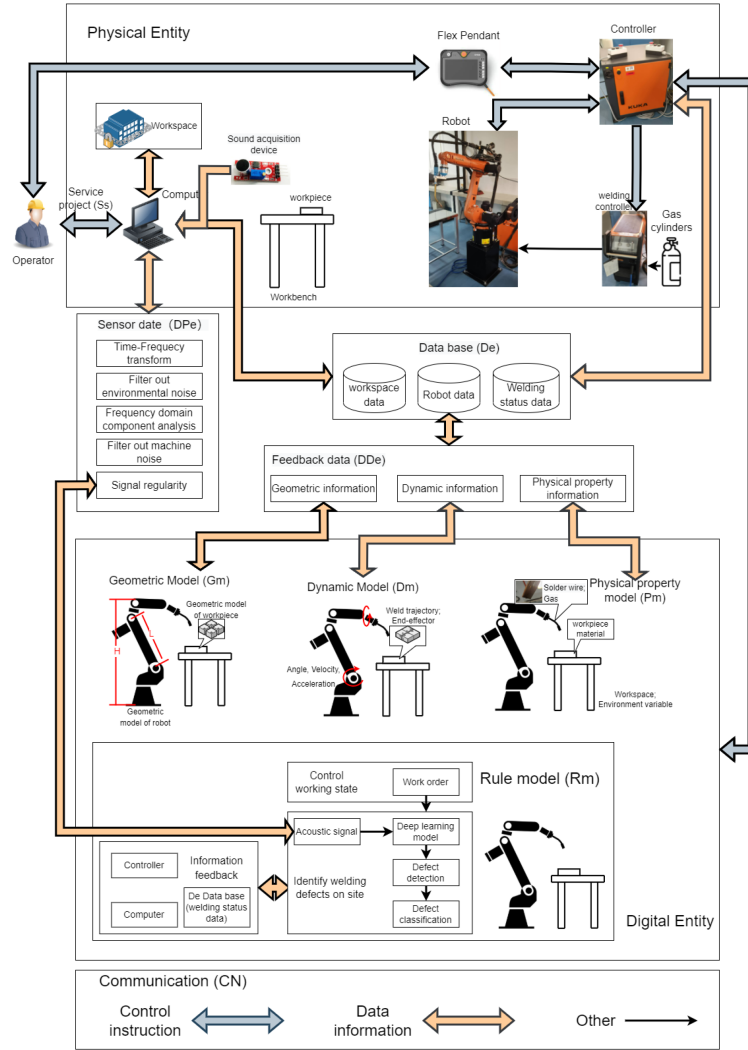 Physical Entity
Flex Pendant
Controller
Workspace
Sound acquisition
device
Robot
Service
project (Ss)
Comput
workpiece
welding
controller
Gas
cylinders
Operator
Workbench
KUKA
Sensor date （DPe）
Time-Frequecy
transform
Filter out
environmental noise
Frequency domain
component analysis
Filter out machine
noise
Signal regularity
Data base (De)
workspace
data
Robot data
Welding
status data
Feedback data (DDe)
Geometric information
Dynamic information
Physical property
information
Geometric Model (Gm)
Geometric model
of workpiece
H
L
Geometric
model of robot
Dynamic Model (Dm)
Weld trajectory;
End-effector
Angle, Velocity,
Acceleration
Physical property
model (Pm)
Solder wire;
Gas
workpiece
material
Workspace;
Environment variable
Rule model (Rm)
Control
working state
Work order
Acoustic signal
Deep learning
model
Defect
detection
Defect
classification
Identify welding
defects on site
Controller
Information
feedback
Computer
De Data base
(welding status
data)
Digital Entity
Communication (CN)
Control
instruction
Data
information
Other